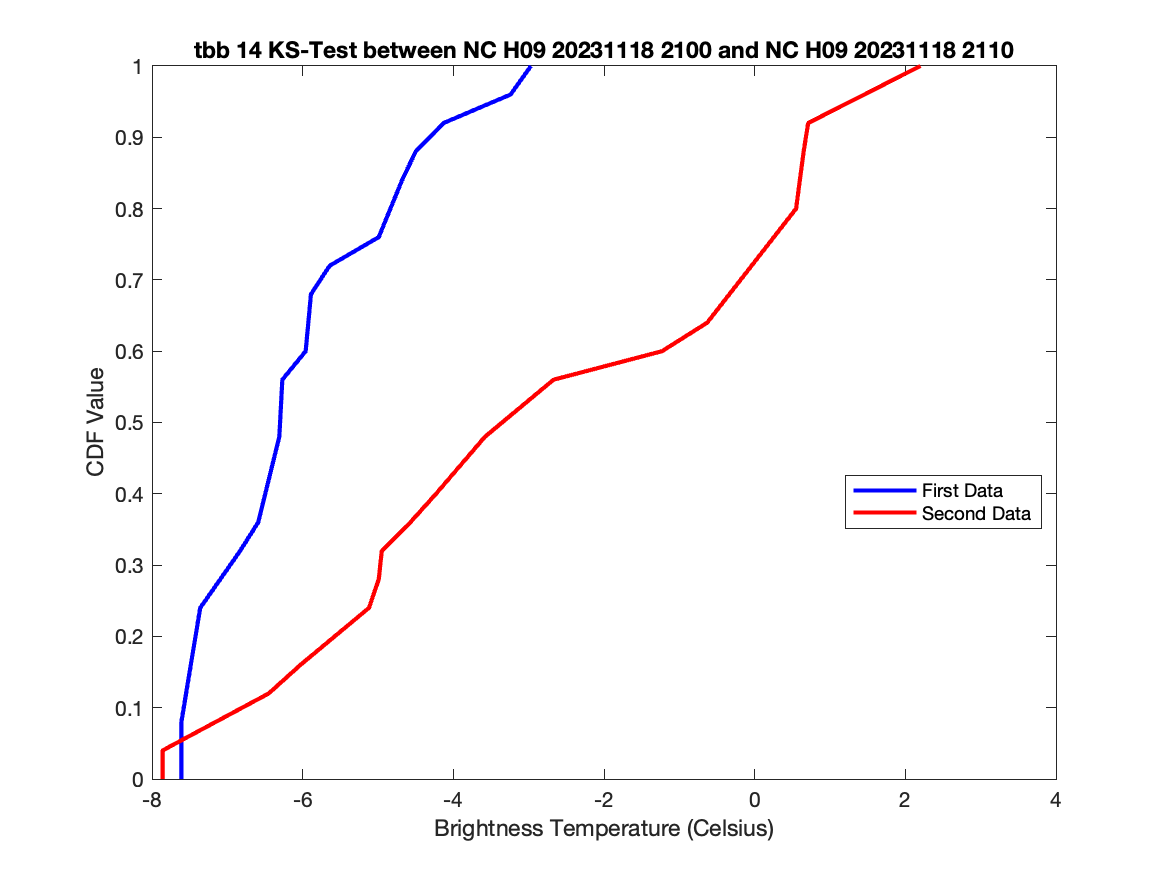 tbb 14 KS-Test between NC H09 20231118 2100 and NC H09 20231118 2110
1
0.9
0.8
0.7
0.6
0.5
0.4
0.3
0.2
0.1
0
CDF Value
First Data
Second Data
-8 -6 -4 -2 0 2 4
Brightness Temperature (Celsius)